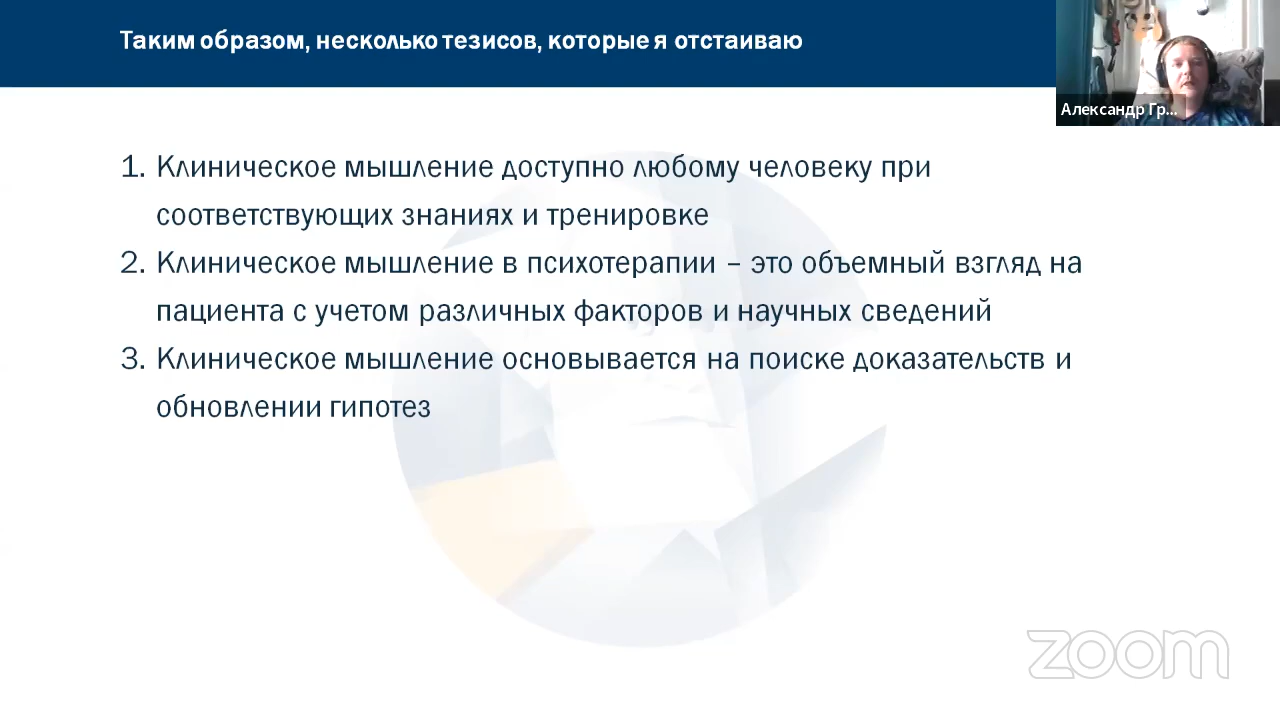 Таким образом, несколько тезисов, которые я отстаиваю
Александр Гр...
1. Клиническое мышление доступно любому человеку при
соответствующих знаниях и тренировке
2. Клиническое мышление в психотерапии – это объемный взгляд на
пациента с учетом различных факторов и научных сведений
3. Клиническое мышление основывается на поиске доказательств и
обновлении гипотез
zoom